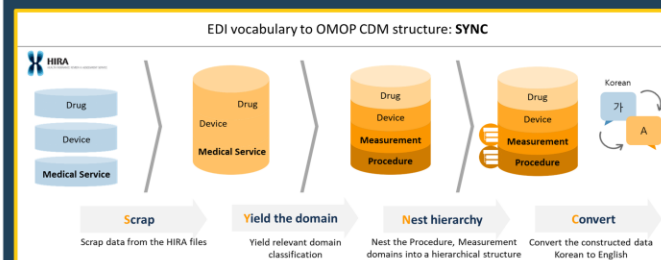 EDI vocabulary to OMOP CDM structure: SYNC
HIRA
Drug
Device
Medical Service
Drug
Device
Medical Service
Drug
Device
Measurement
Procedure
Drug
Device
Measurement
Procedure
Korean
가
A
Scrap
Scrap data from the HIRA files
Yield the domain
Yield relevant domain
classification
Nest hierarchy
Nest the Procedure, Measurement
domains into a hierarchical structure
Convert
Convert the constructed data
Korean to English